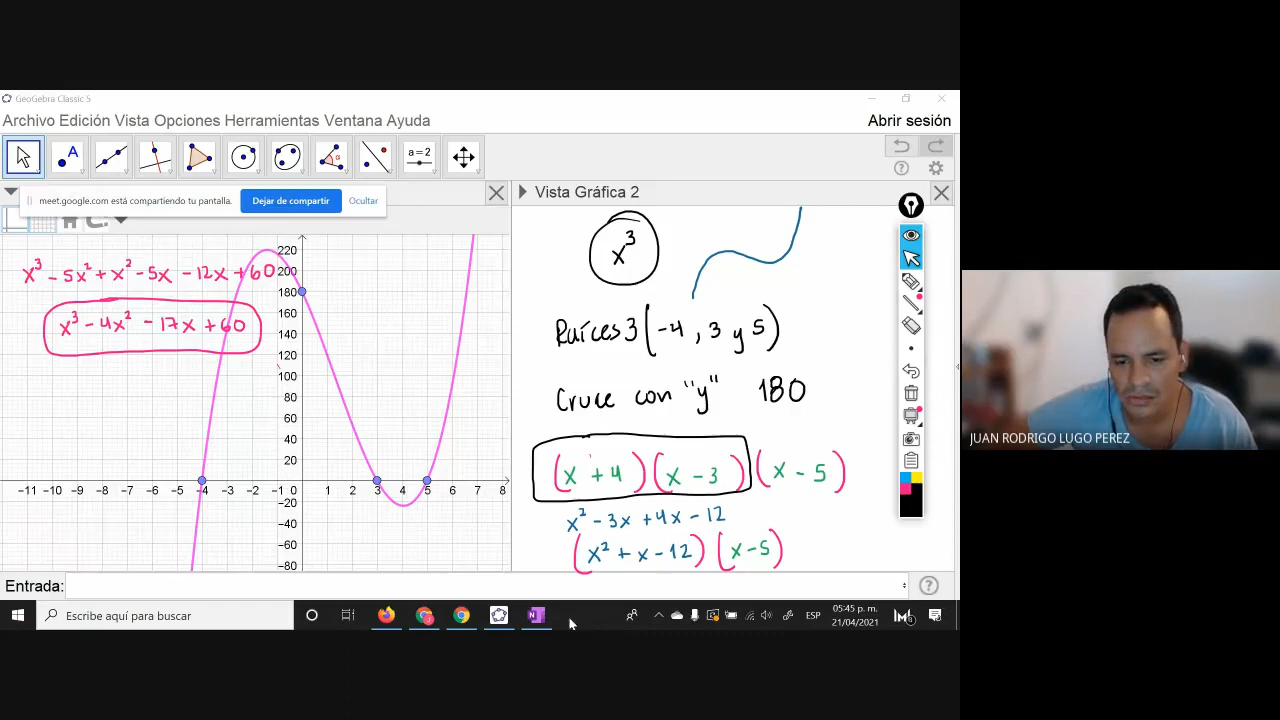 GeoGebra Classic 5
Archivo Edición Vista Opciones Herramientas Ventana Ayuda
Abrir sesión
A
α
a = 2
meet.google.com está compartiendo tu pantalla.
Dejar de compartir
Ocultar
Vista Gráfica 2
x³ - 5x² + x² - 5x - 12x + 60
x³ - 4x² - 17x + 60
220
200
180
160
140
120
100
80
60
40
20
0
-20
-40
-60
-80
-11 -10 -9 -8 -7 -6 -5 -4 -3 -2 -1 0 1 2 3 4 5 6 7 8
x³
Raíces 3 (-4, 3 y 5)
Cruce con "y" 180
(x + 4) (x - 3) (x - 5)
x² - 3x + 4x - 12
(x² + x - 12) (x - 5)
Entrada:
Escribe aquí para buscar
ESP
05:45 p. m.
21/04/2021
JUAN RODRIGO LUGO PEREZ